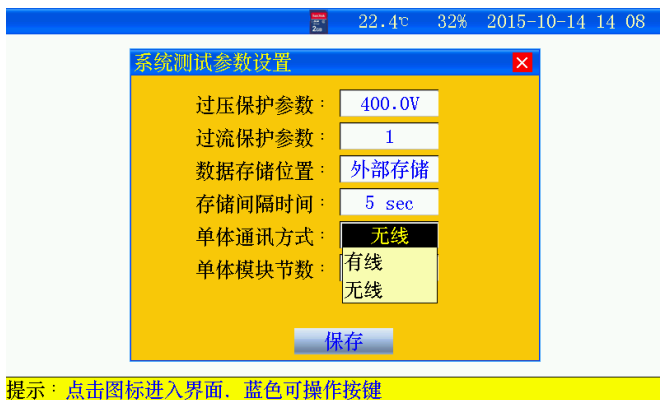 22.4℃ 32% 2015-10-14 14 08
系统测试参数设置
过压保护参数： 400.0V
过流保护参数： 1
数据存储位置： 外部存储
存储间隔时间： 5 sec
单体通讯方式： 无线
有线
单体模块节数：
无线
保存
提示：点击图标进入界面．蓝色可操作按键